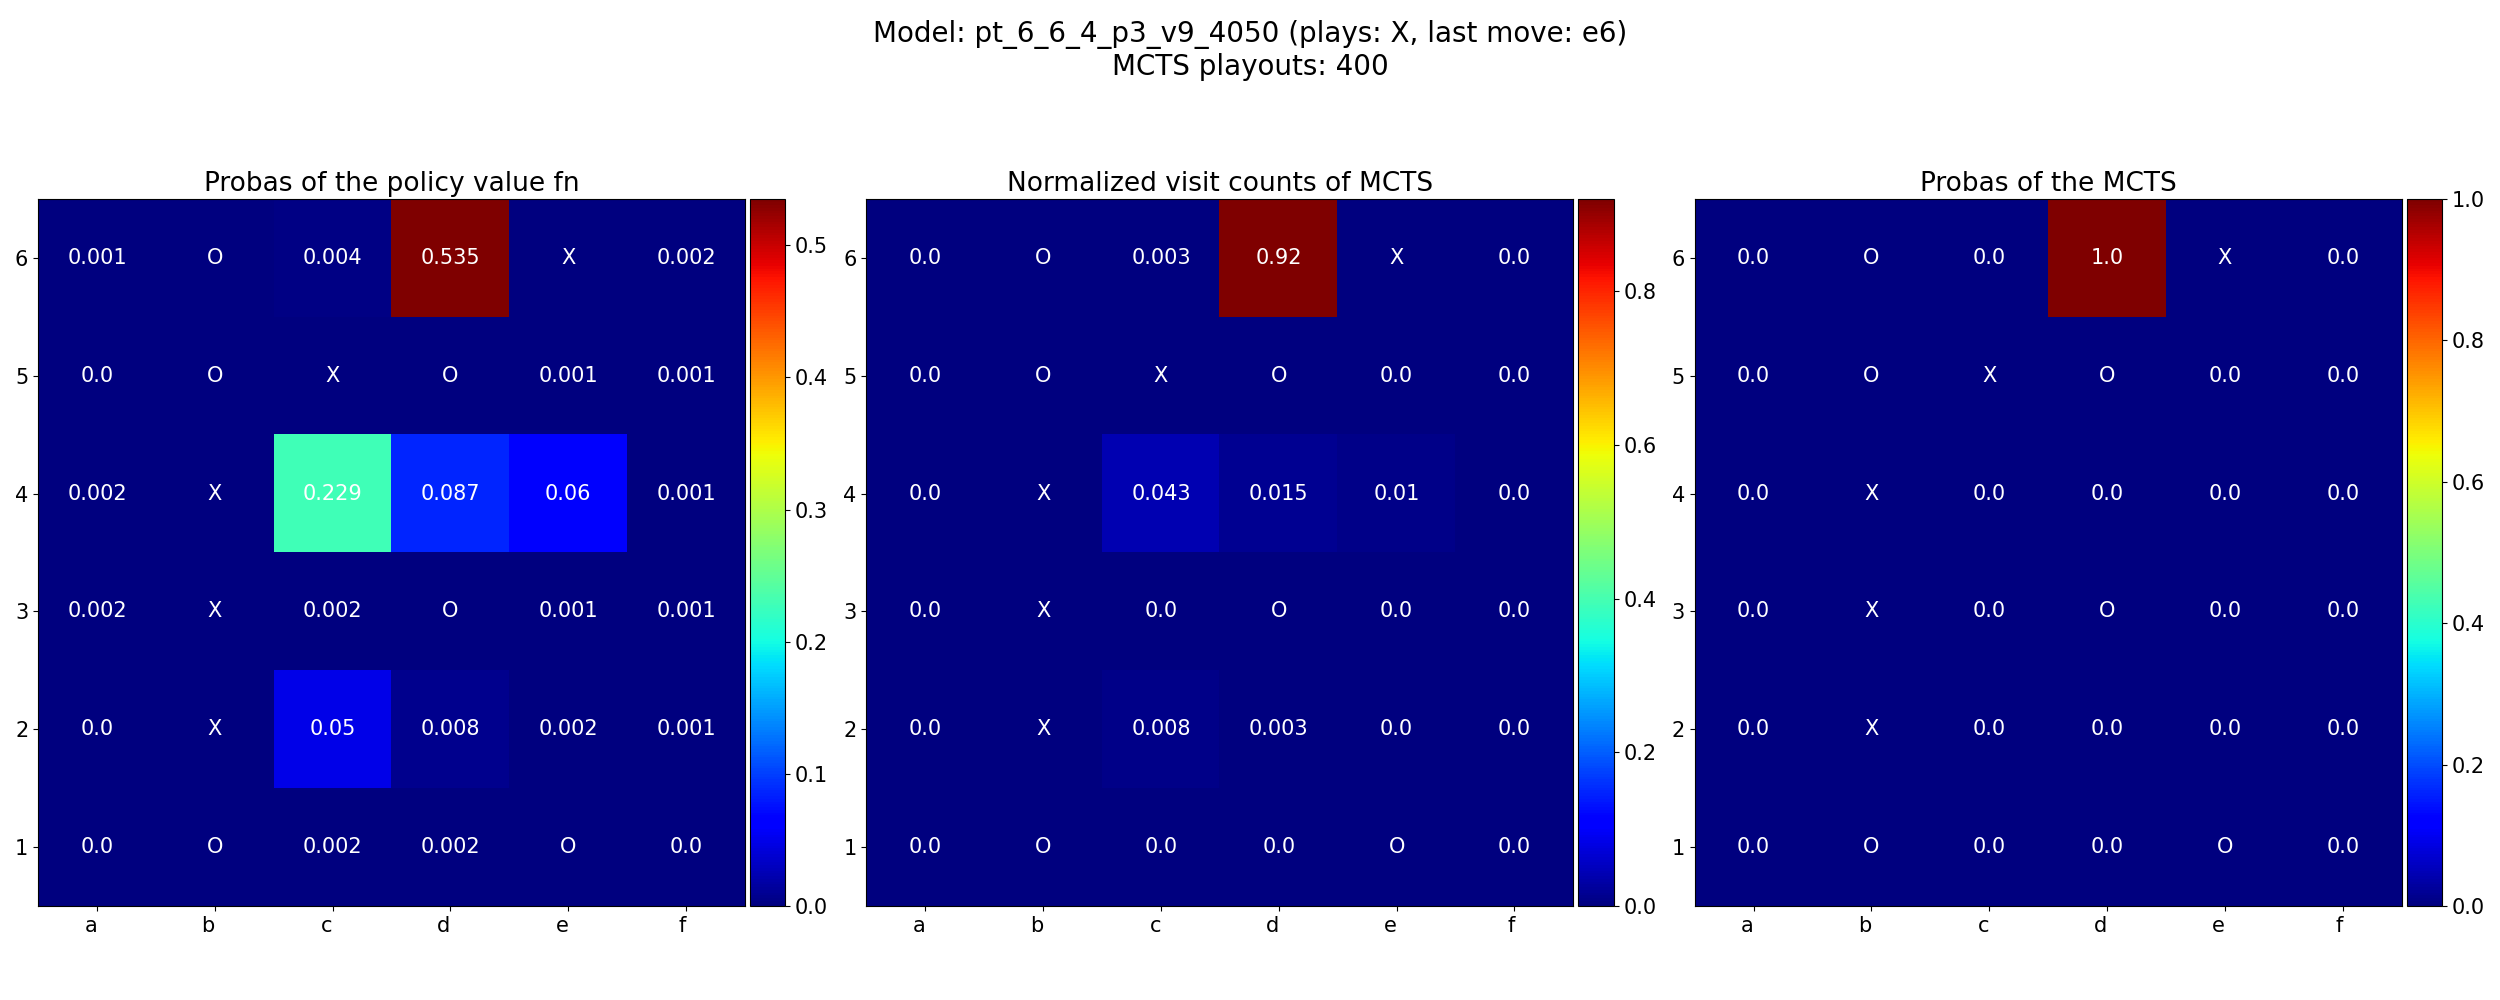 Model: pt_6_6_4_p3_v9_4050 (plays: X, last move: e6)
MCTS playouts: 400
Probas of the policy value fn
6 0.001 O 0.004 0.535 X 0.002
5 0.0 O X O 0.001 0.001
4 0.002 X 0.229 0.087 0.06 0.001
3 0.002 X 0.002 O 0.001 0.001
2 0.0 X 0.05 0.008 0.002 0.001
1 0.0 O 0.002 0.002 O 0.0
a b c d e f
0.5
0.4
0.3
0.2
0.1
0.0
Normalized visit counts of MCTS
6 0.0 O 0.003 0.92 X 0.0
5 0.0 O X O 0.0 0.0
4 0.0 X 0.043 0.015 0.01 0.0
3 0.0 X 0.0 O 0.0 0.0
2 0.0 X 0.008 0.003 0.0 0.0
1 0.0 O 0.0 0.0 O 0.0
a b c d e f
0.8
0.6
0.4
0.2
0.0
Probas of the MCTS
6 0.0 O 0.0 1.0 X 0.0
5 0.0 O X O 0.0 0.0
4 0.0 X 0.0 0.0 0.0 0.0
3 0.0 X 0.0 O 0.0 0.0
2 0.0 X 0.0 0.0 0.0 0.0
1 0.0 O 0.0 0.0 O 0.0
a b c d e f
1.0
0.8
0.6
0.4
0.2
0.0